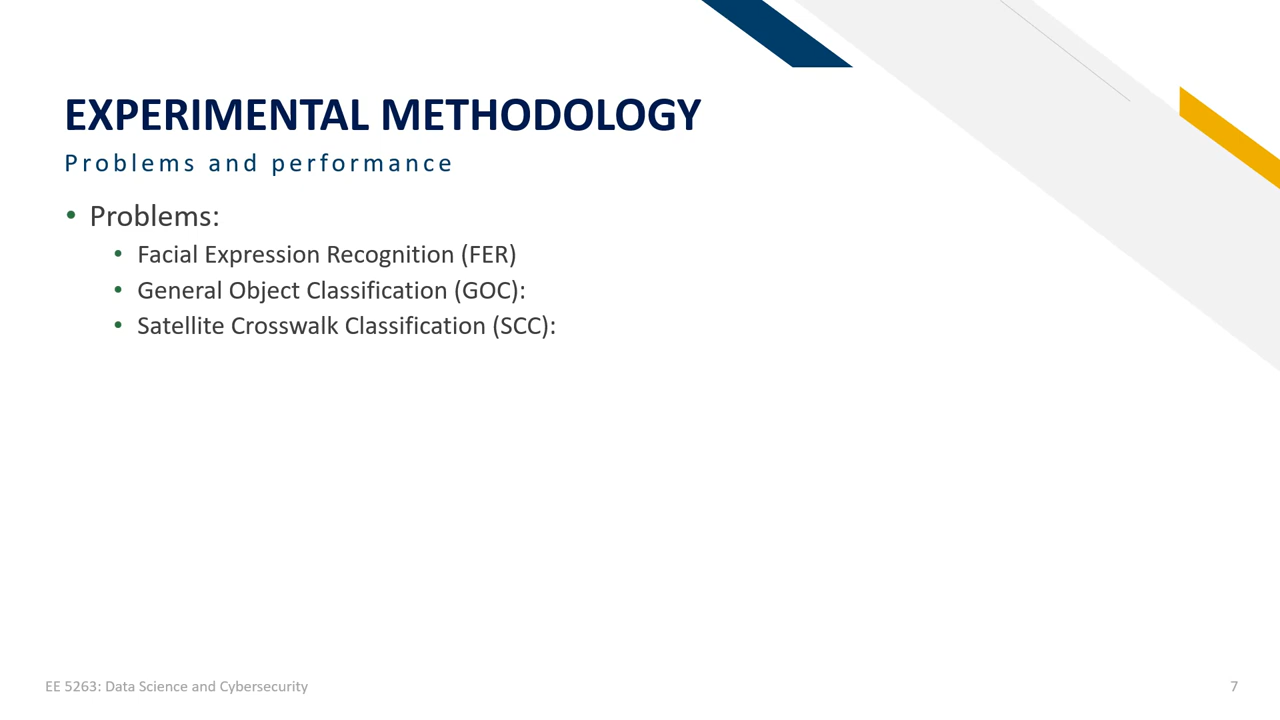 EXPERIMENTAL METHODOLOGY
Problems and performance
• Problems:
• Facial Expression Recognition (FER)
• General Object Classification (GOC):
• Satellite Crosswalk Classification (SCC):
EE 5263: Data Science and Cybersecurity
7